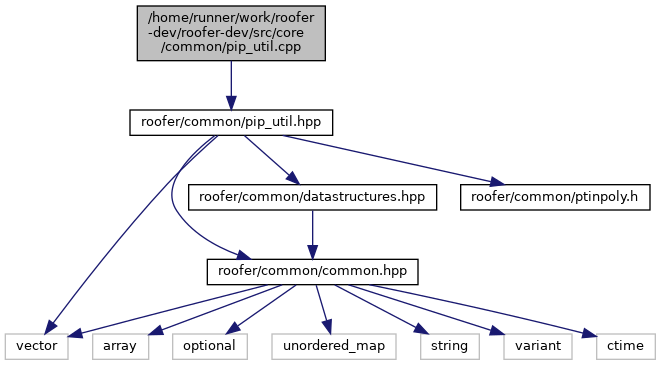 /home/runner/work/roofer
-dev/roofer-dev/src/core
/common/pip_util.cpp
roofer/common/pip_util.hpp
roofer/common/datastructures.hpp
roofer/common/ptinpoly.h
roofer/common/common.hpp
vector
array
optional
unordered_map
string
variant
ctime